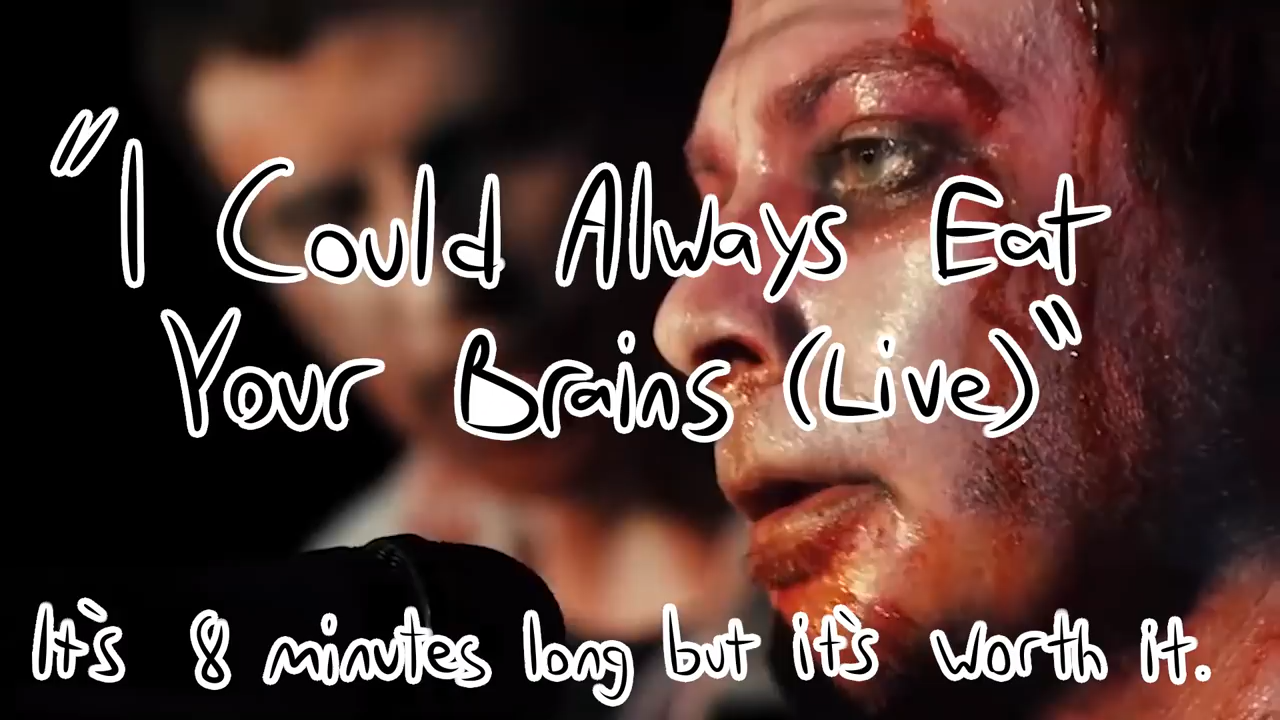 "I Could Always Eat
Your Brains (Live)"
It's 8 minutes long but it's worth it.